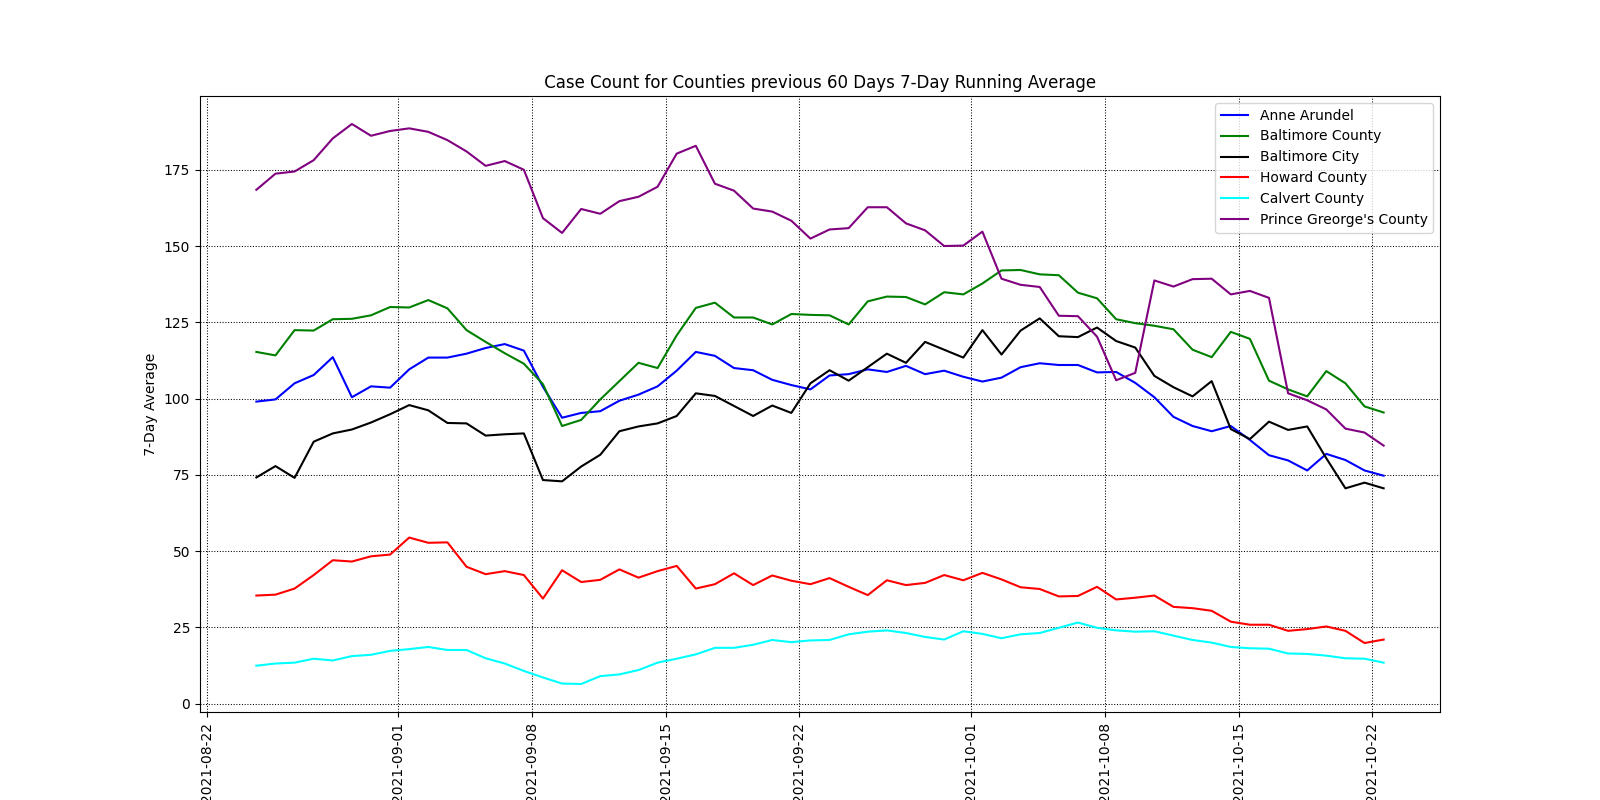 Case Count for Counties previous 60 Days 7-Day Running Average
Anne Arundel
Baltimore County
Baltimore City
Howard County
Calvert County
Prince Greorge's County
7-Day Average
175
150
125
100
75
50
25
0
2021-08-22
2021-09-01
2021-09-08
2021-09-15
2021-09-22
2021-10-01
2021-10-08
2021-10-15
2021-10-22